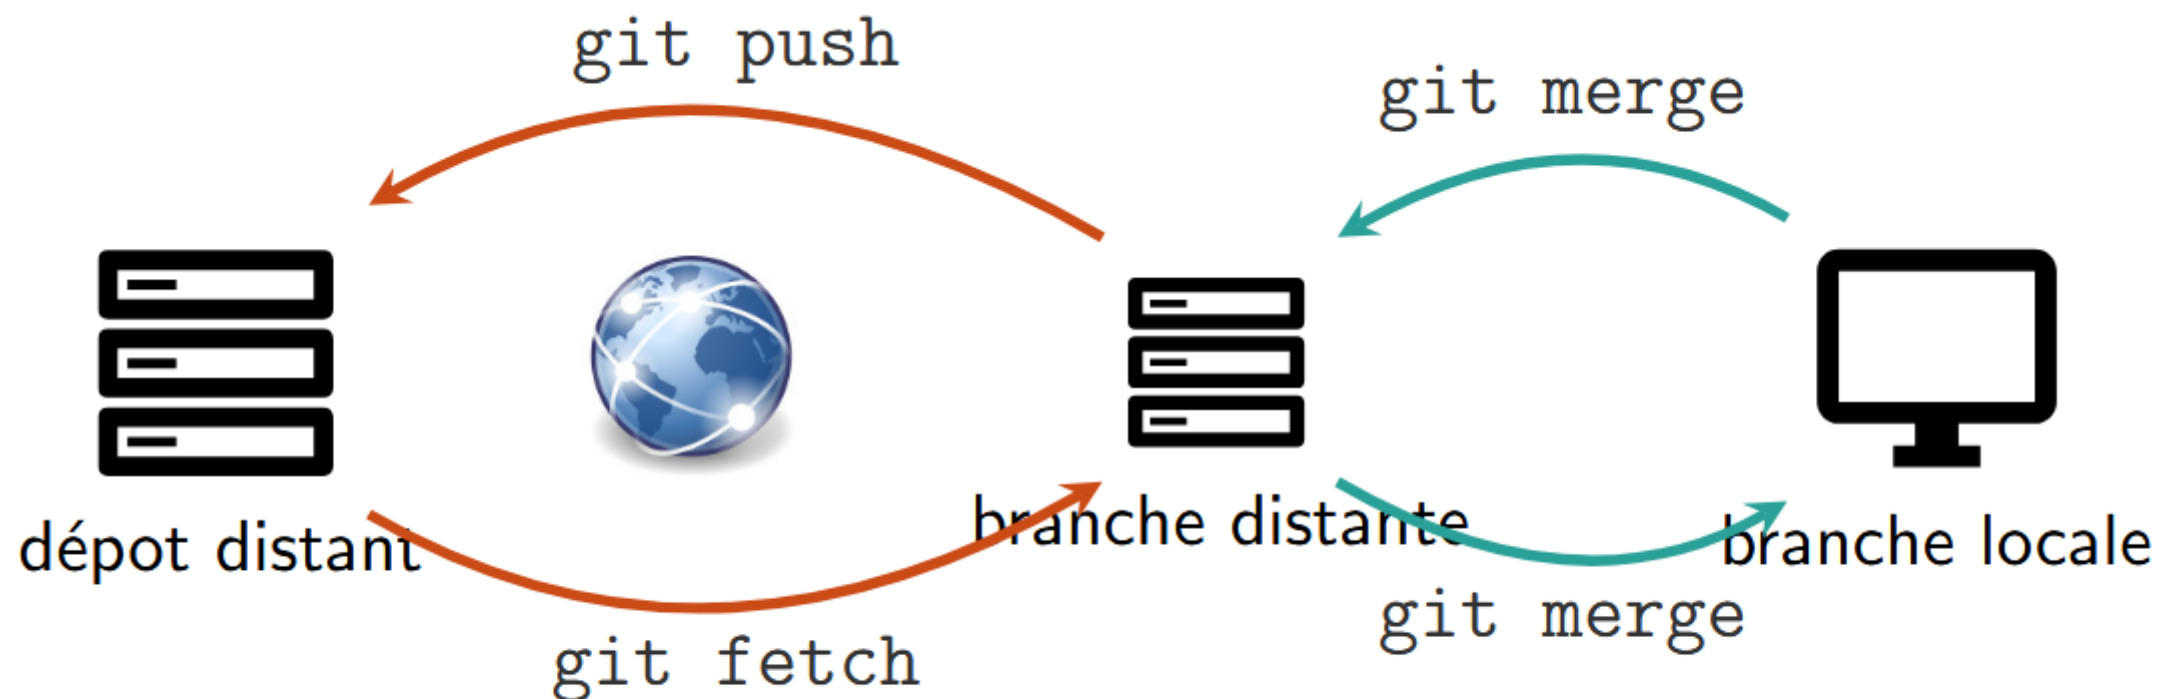 git push
git merge
dépot distant
branche distante
branche locale
git fetch
git merge